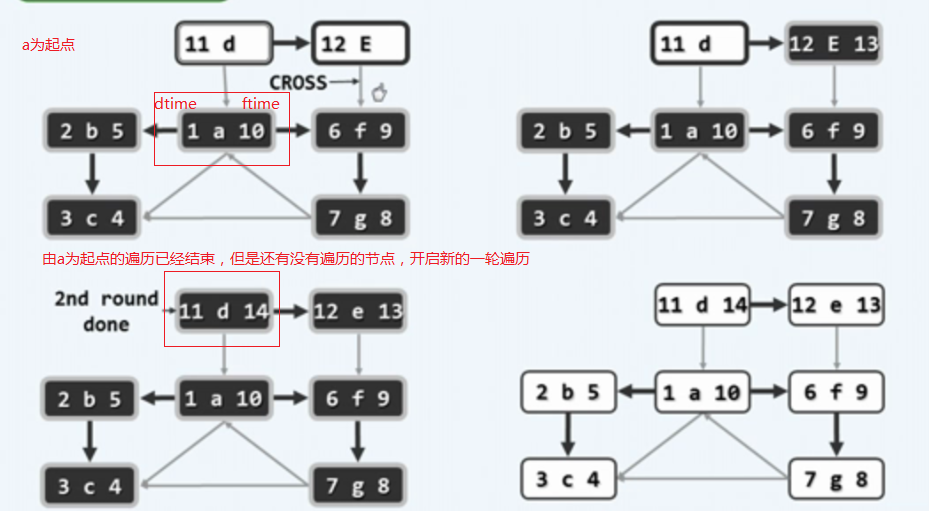 a为起点
11 d
12 E
11 d
12 E 13
CROSS
dtime ftime
2 b 5
1 a 10
6 f 9
2 b 5
1 a 10
6 f 9
3 c 4
7 g 8
3 c 4
7 g 8
由a为起点的遍历已经结束，但是还有没有遍历的节点，开启新的一轮遍历
2nd round
done
11 d 14
12 e 13
11 d 14
12 e 13
2 b 5
1 a 10
6 f 9
2 b 5
1 a 10
6 f 9
3 c 4
7 g 8
3 c 4
7 g 8